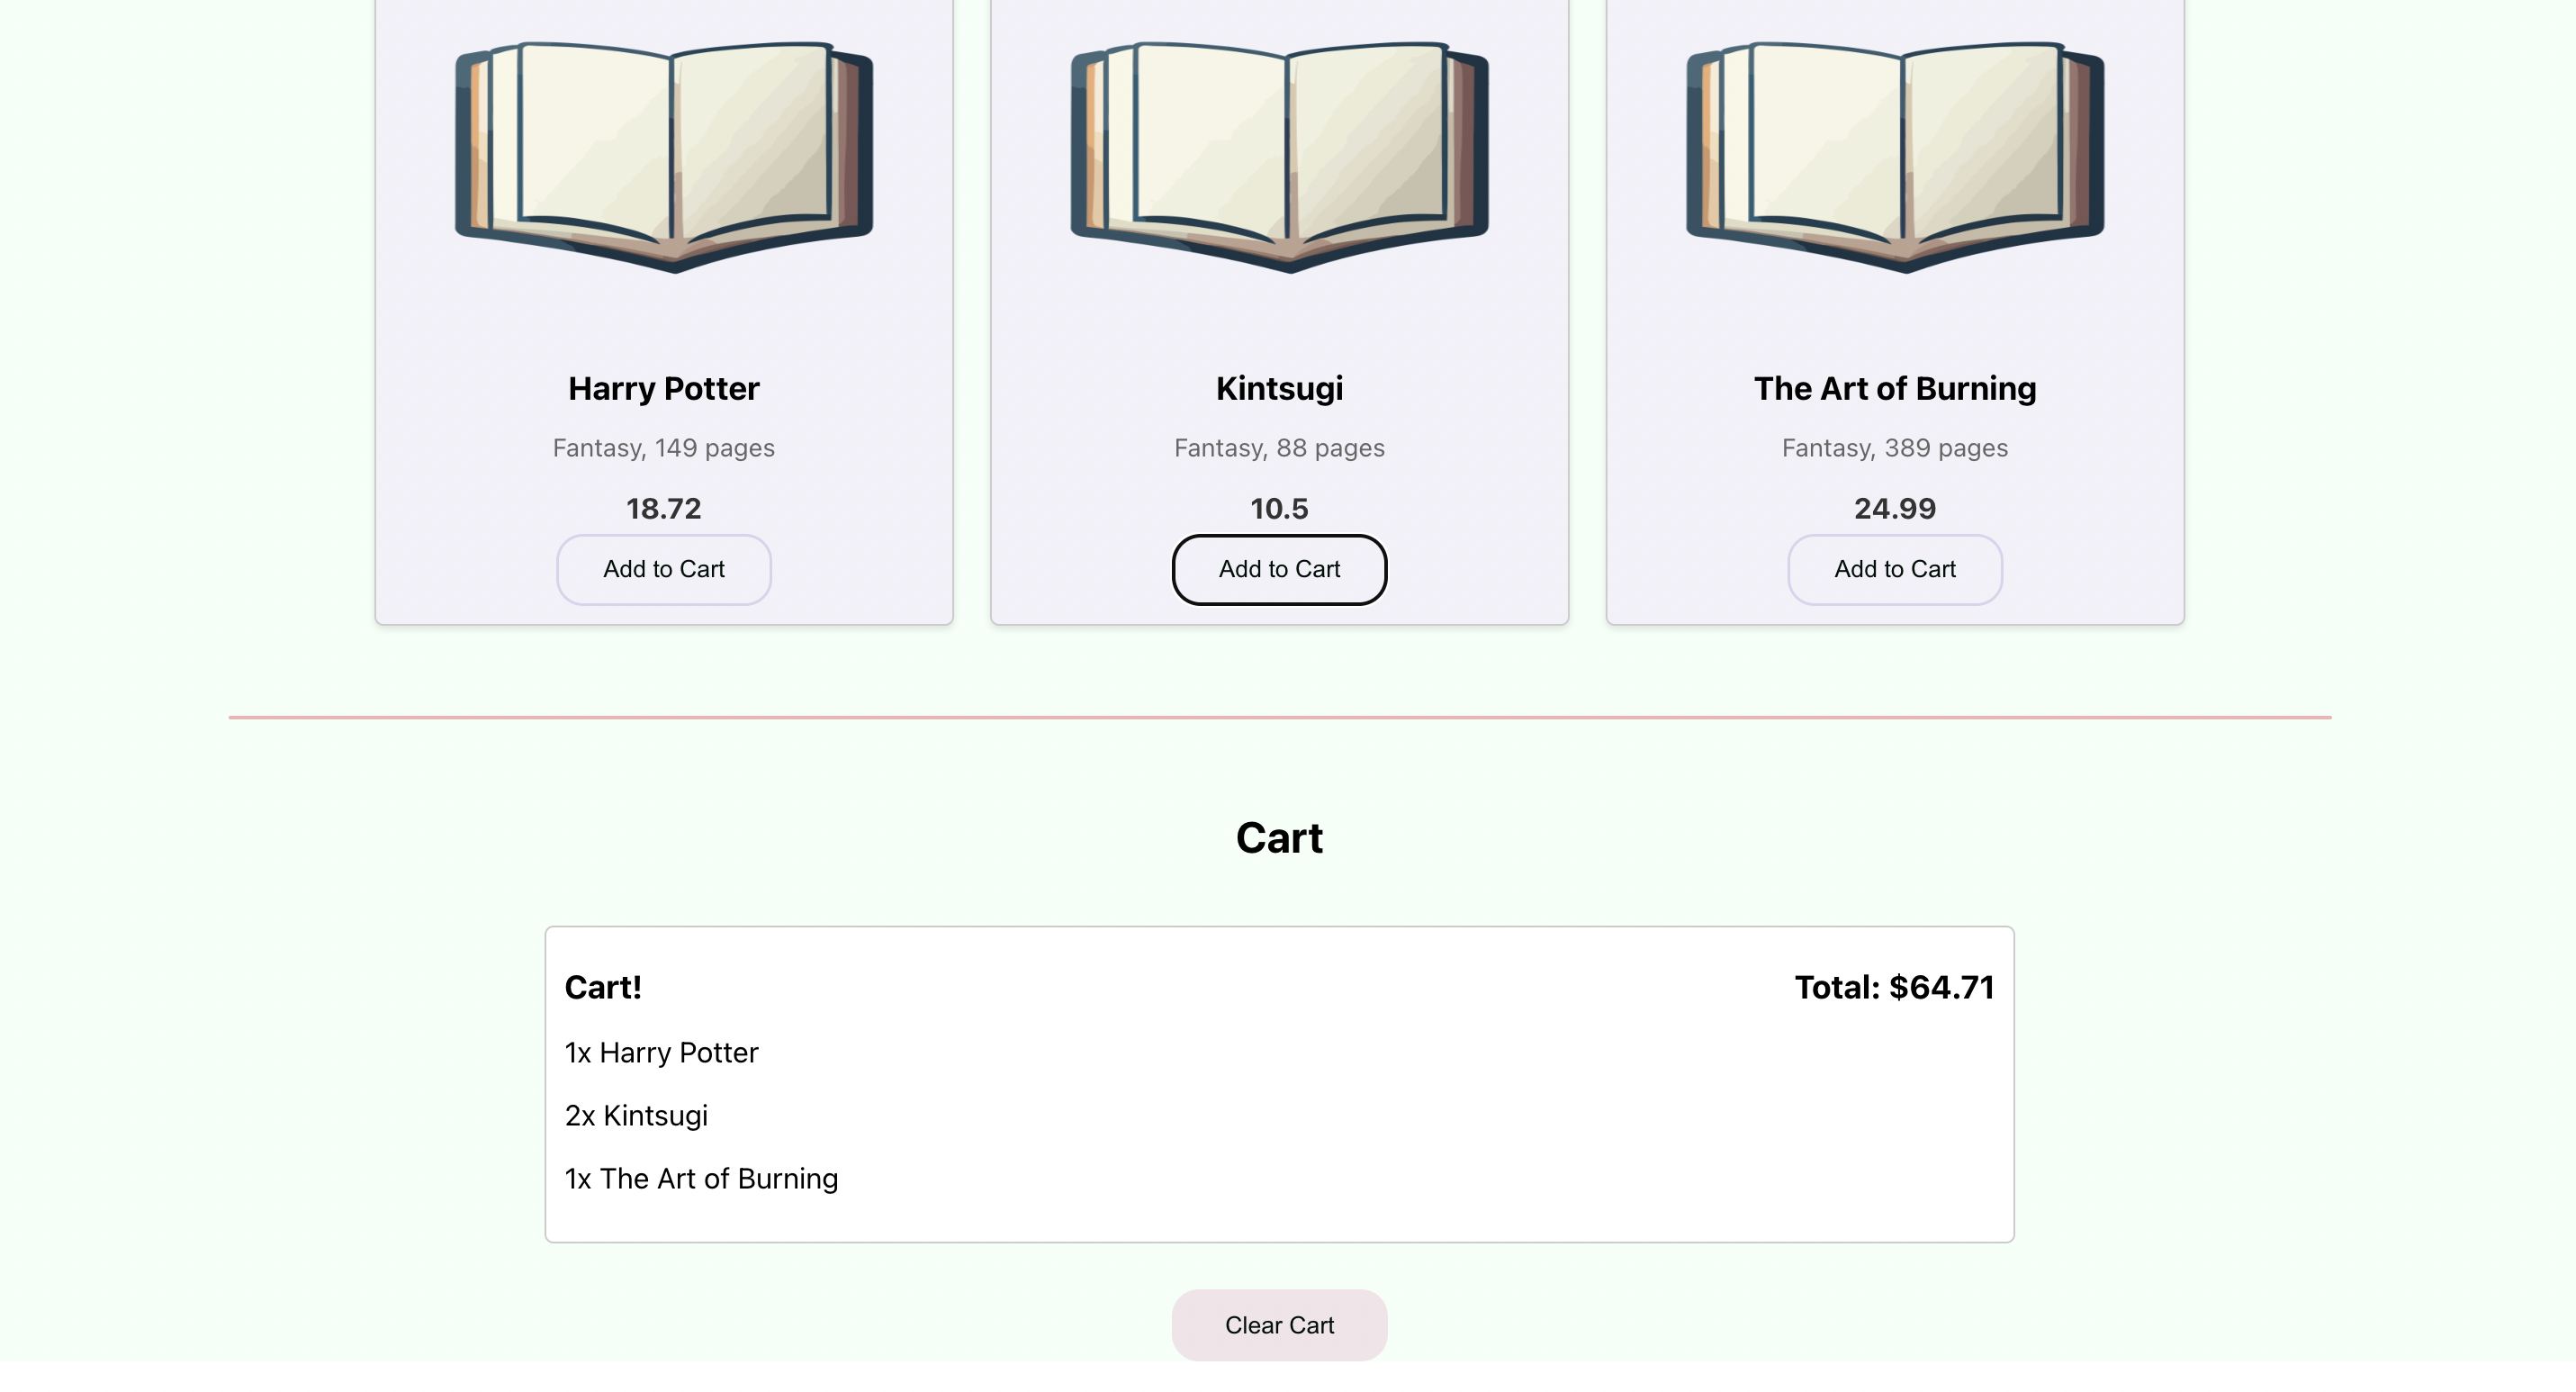 Harry Potter
Fantasy, 149 pages
18.72
Add to Cart
Kintsugi
Fantasy, 88 pages
10.5
Add to Cart
The Art of Burning
Fantasy, 389 pages
24.99
Add to Cart
Cart
Cart!
Total: $64.71
1x Harry Potter
2x Kintsugi
1x The Art of Burning
Clear Cart